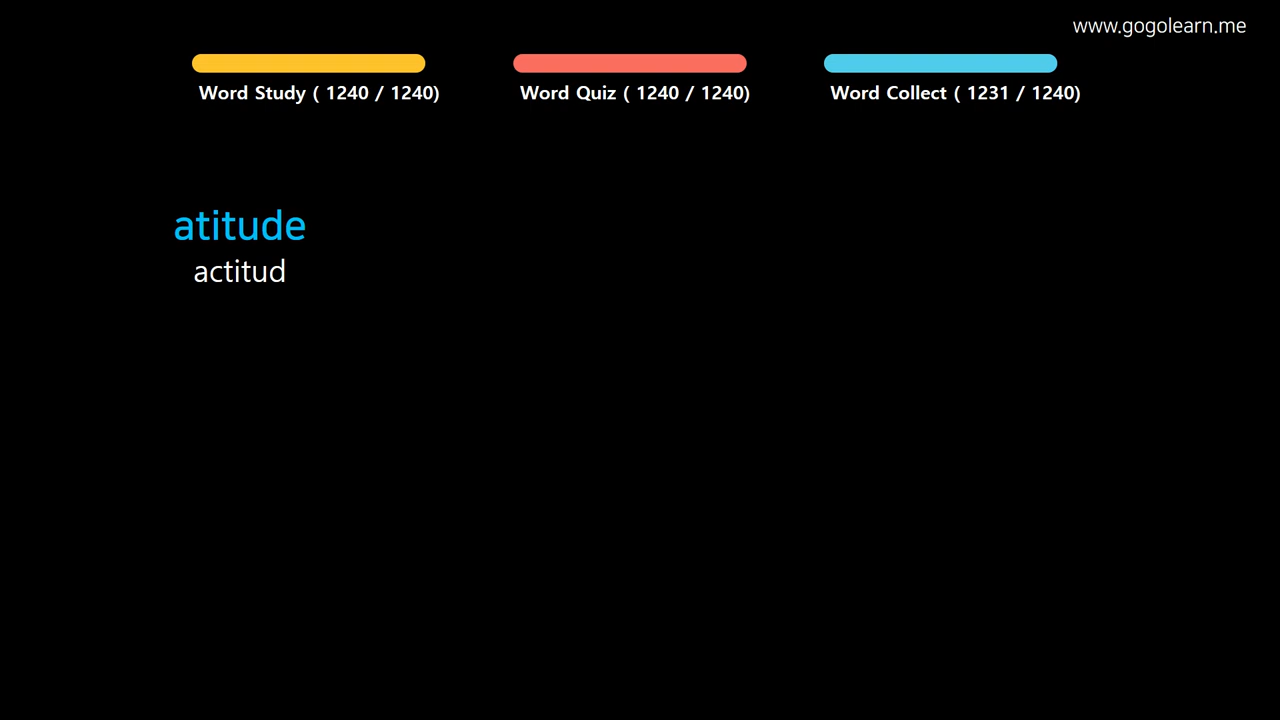 www.gogolearn.me
Word Study ( 1240 / 1240)
Word Quiz ( 1240 / 1240)
Word Collect ( 1231 / 1240)
atitude
actitud